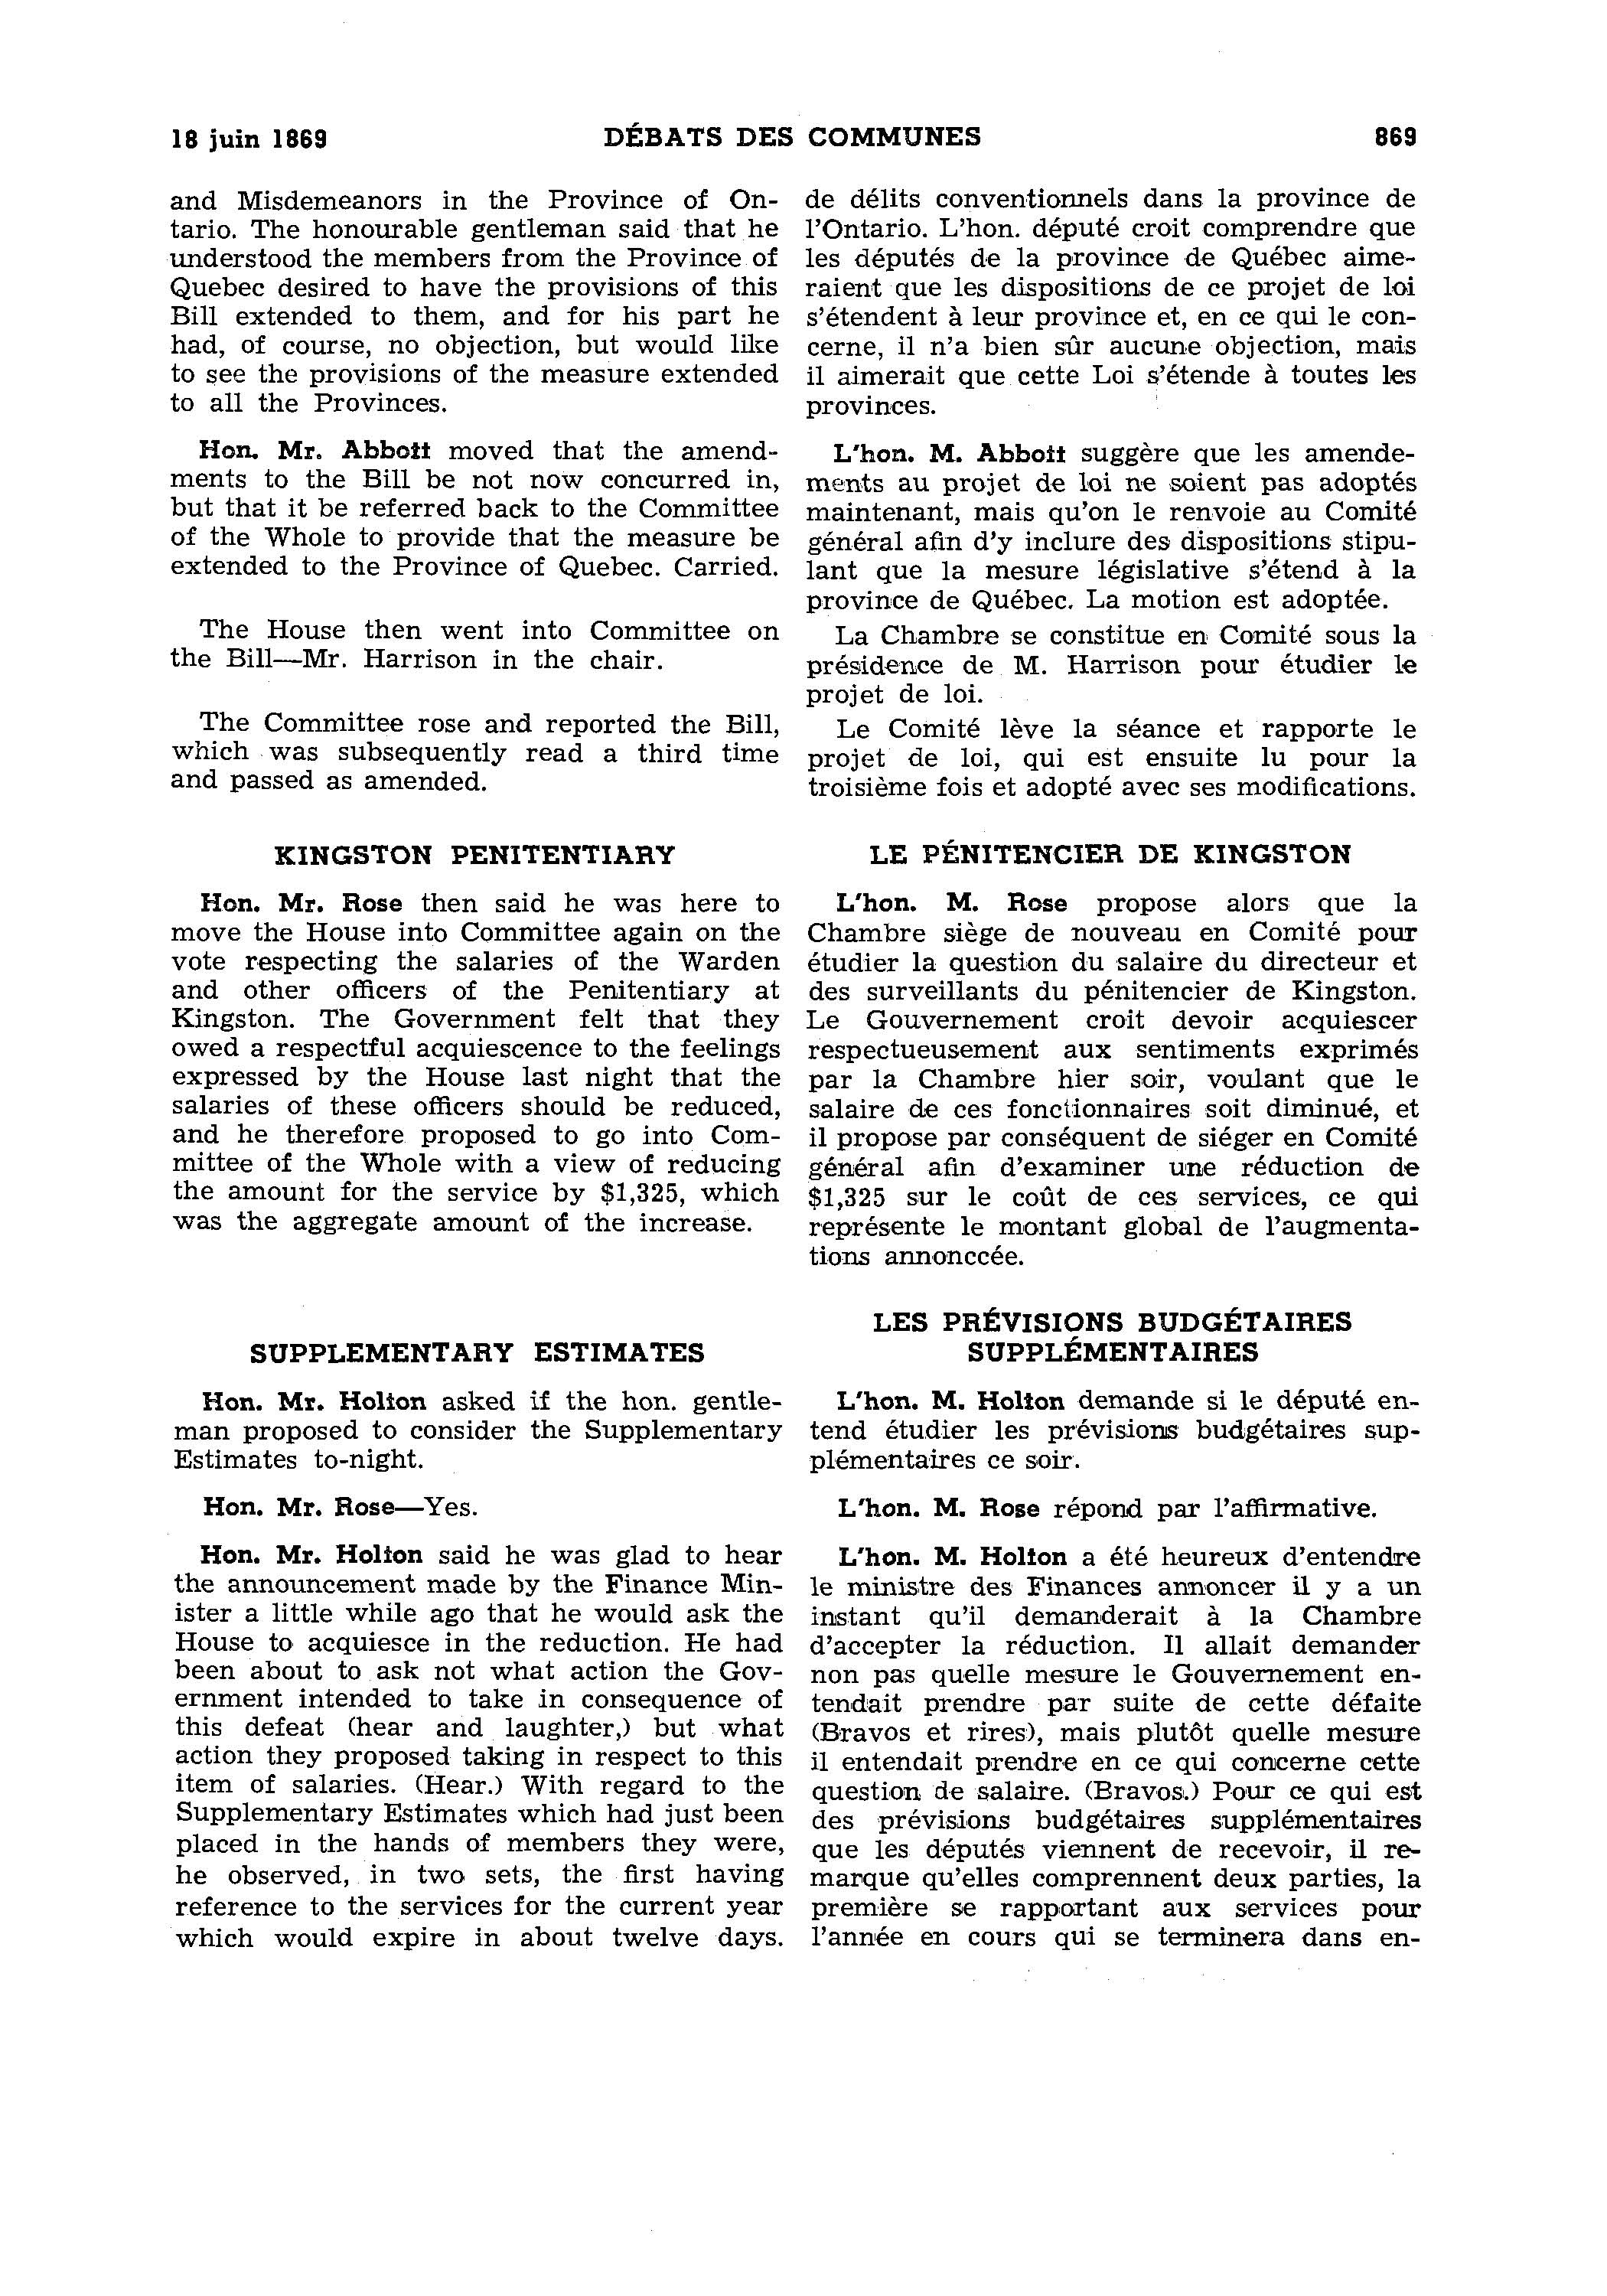 18 juin 1869
DÉBATS DES COMMUNES
869
and Misdemeanors in the Province of On-
tario. The honourable gentleman said that he
understood the members from the Province of
Quebec desired to have the provisions of this
Bill extended to them, and for his part he
had, of course, no objection, but would like
to see the provisions of the measure extended
to all the Provinces.
Hon. Mr. Abbott moved that the amend-
ments to the Bill be not now concurred in,
but that it be referred back to the Committee
of the Whole to provide that the measure be
extended to the Province of Quebec. Carried.
The House then went into Committee on
the Bill—Mr. Harrison in the chair.
The Committee rose and reported the Bill,
which was subsequently read a third time
and passed as amended.
KINGSTON PENITENTIARY
Hon. Mr. Rose then said he was here to
move the House into Committee again on the
vote respecting the salaries of the Warden
and other officers of the Penitentiary at
Kingston. The Government felt that they
owed a respectful acquiescence to the feelings
expressed by the House last night that the
salaries of these officers should be reduced,
and he therefore proposed to go into Com-
mittee of the Whole with a view of reducing
the amount for the service by $1,325, which
was the aggregate amount of the increase.
SUPPLEMENTARY ESTIMATES
Hon. Mr. Holton asked if the hon. gentle-
man proposed to consider the Supplementary
Estimates to-night.
Hon. Mr. Rose—Yes.
Hon. Mr. Holton said he was glad to hear
the announcement made by the Finance Min-
ister a little while ago that he would ask the
House to acquiesce in the reduction. He had
been about to ask not what action the Gov-
ernment intended to take in consequence of
this defeat (hear and laughter,) but what
action they proposed taking in respect to this
item of salaries. (Hear.) With regard to the
Supplementary Estimates which had just been
placed in the hands of members they were,
he observed, in two sets, the first having
reference to the services for the current year
which would expire in about twelve days.
de délits conventionnels dans la province de
l'Ontario. L'hon. député croit comprendre que
les députés de la province de Québec aime-
raient que les dispositions de ce projet de loi
s'étendent à leur province et, en ce qui le con-
cerne, il n'a bien sûr aucune objection, mais
il aimerait que cette Loi s'étende à toutes les
provinces.
L'hon. M. Abbott suggère que les amende-
ments au projet de loi ne soient pas adoptés
maintenant, mais qu'on le renvoie au Comité
général afin d'y inclure des dispositions stipu-
lant que la mesure législative s'étend à la
province de Québec. La motion est adoptée.
La Chambre se constitue en Comité sous la
présidence de M. Harrison pour étudier le
projet de loi.
Le Comité lève la séance et rapporte le
projet de loi, qui est ensuite lu pour la
troisième fois et adopté avec ses modifications.
LE PÉNITENCIER DE KINGSTON
L'hon. M. Rose propose alors que la
Chambre siège de nouveau en Comité pour
étudier la question du salaire du directeur et
des surveillants du pénitencier de Kingston.
Le Gouvernement croit devoir acquiescer
respectueusement aux sentiments exprimés
par la Chambre hier soir, voulant que le
salaire de ces fonctionnaires soit diminué, et
il propose par conséquent de siéger en Comité
général afin d'examiner une réduction de
$1,325 sur le coût de ces services, ce qui
représente le montant global de l'augmenta-
tions annonccée.
LES PRÉVISIONS BUDGÉTAIRES
SUPPLÉMENTAIRES
L'hon. M. Holton demande si le député en-
tend étudier les prévisions budgétaires sup-
plémentaires ce soir.
L'hon. M. Rose répond par l'affirmative.
L'hon. M. Holton a été heureux d'entendre
le ministre des Finances annoncer il y a un
instant qu'il demanderait à la Chambre
d'accepter la réduction. Il allait demander
non pas quelle mesure le Gouvernement en-
tendait prendre par suite de cette défaite
(Bravos et rires), mais plutôt quelle mesure
il entendait prendre en ce qui concerne cette
question de salaire. (Bravos.) Pour ce qui est
des prévisions budgétaires supplémentaires
que les députés viennent de recevoir, il re-
marque qu'elles comprennent deux parties, la
première se rapportant aux services pour
l'année en cours qui se terminera dans en-